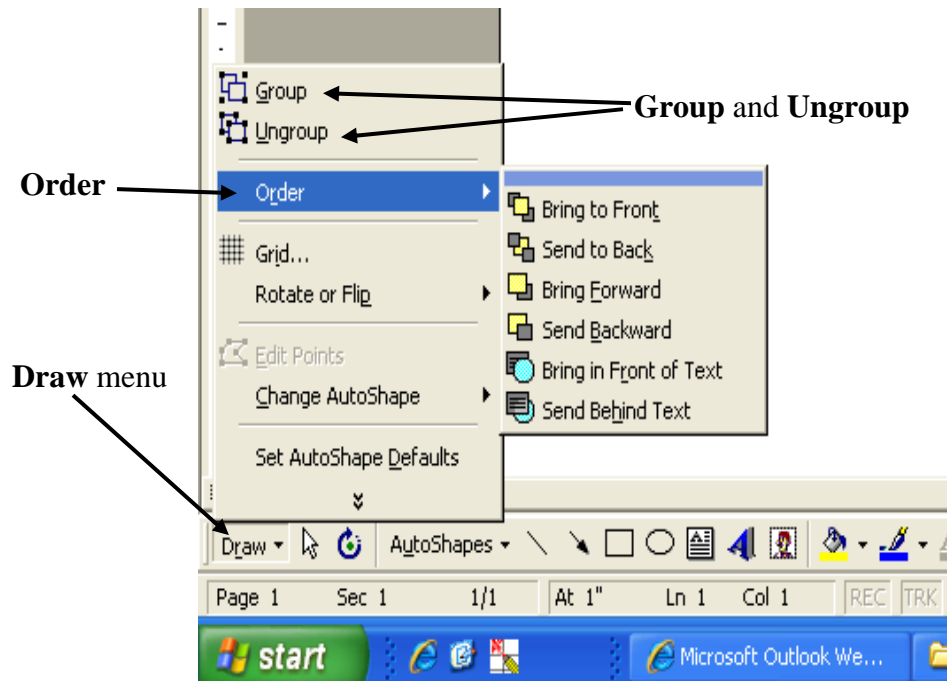 Group
Group and Ungroup
Ungroup
Order
Order
Bring to Front
Send to Back
Grid...
Bring Forward
Rotate or Flip
Send Backward
Edit Points
Bring in Front of Text
Draw menu
Change AutoShape
Send Behind Text
Set AutoShape Defaults
Draw
AutoShapes
Page 1 Sec 1 1/1 At 1" Ln 1 Col 1 REC TRK
start
Microsoft Outlook We...